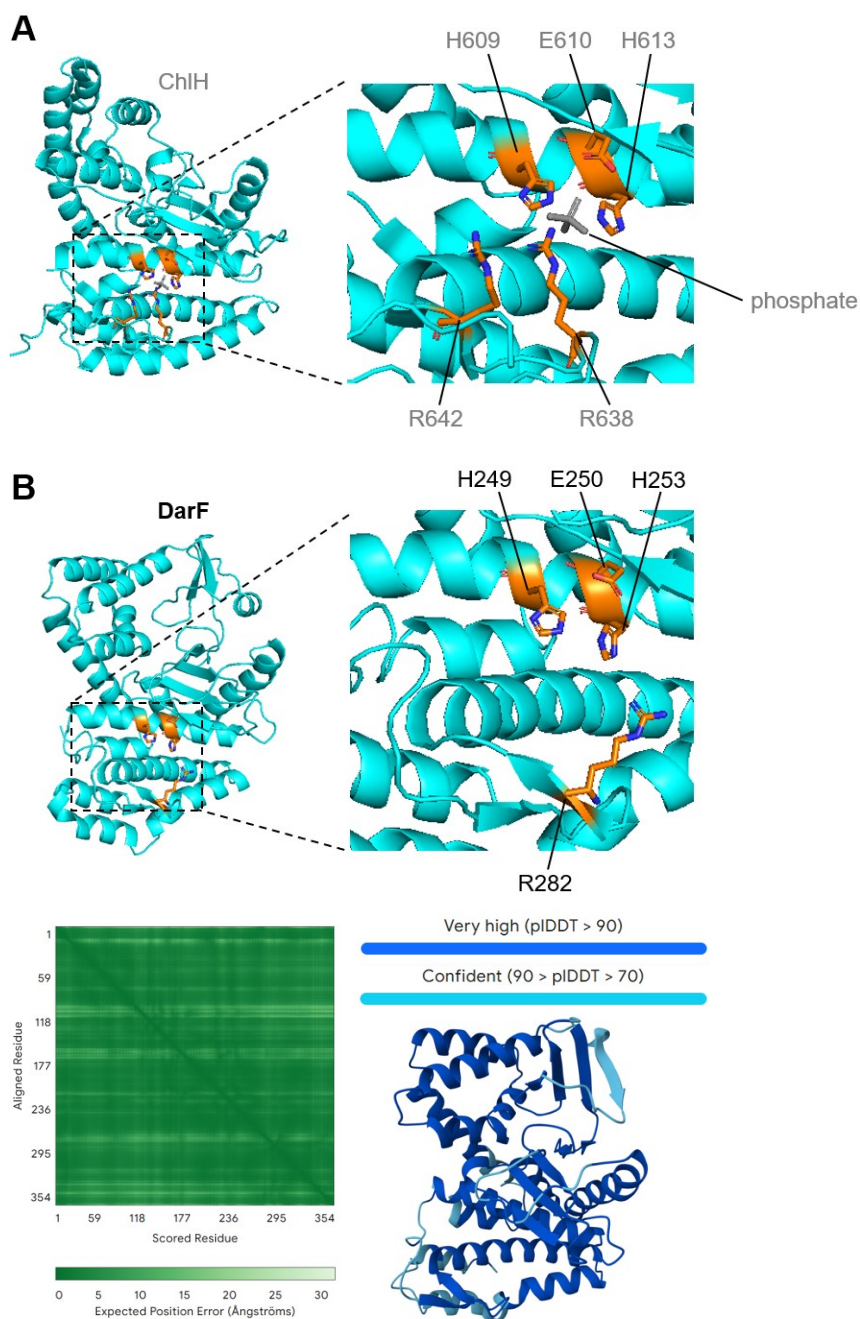 A
ChlH
H609
E610
H613
phosphate
R642
R638
B
DarF
H249
E250
H253
R282
1
59
118
177
236
295
354
Aligned Residue
1
59
118
177
236
295
354
Scored Residue
0
5
10
15
20
25
30
Expected Position Error (Ångströms)
Very high (plDDT > 90)
Confident (90 > plDDT > 70)